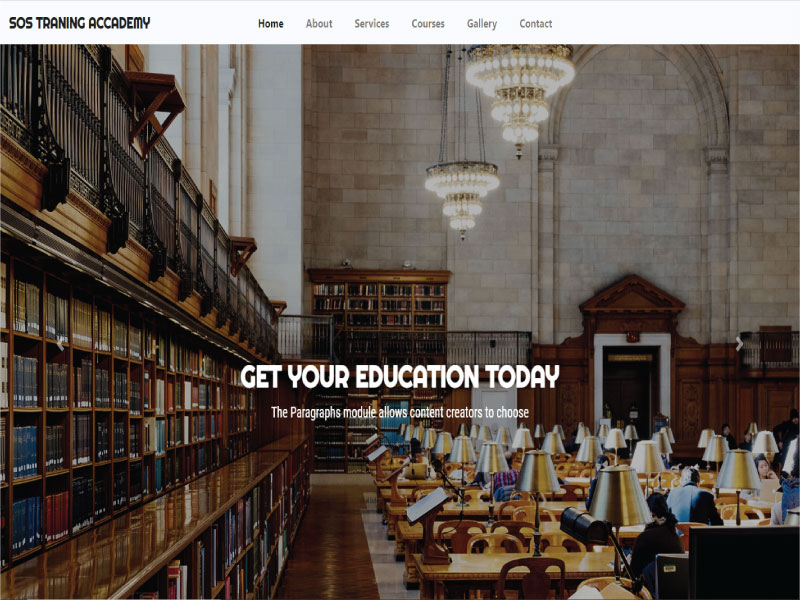 SOS TRANING ACCADEMY
Home About Services Courses Gallery Contact
GET YOUR EDUCATION TODAY
The Paragraphs module allows content creators to choose